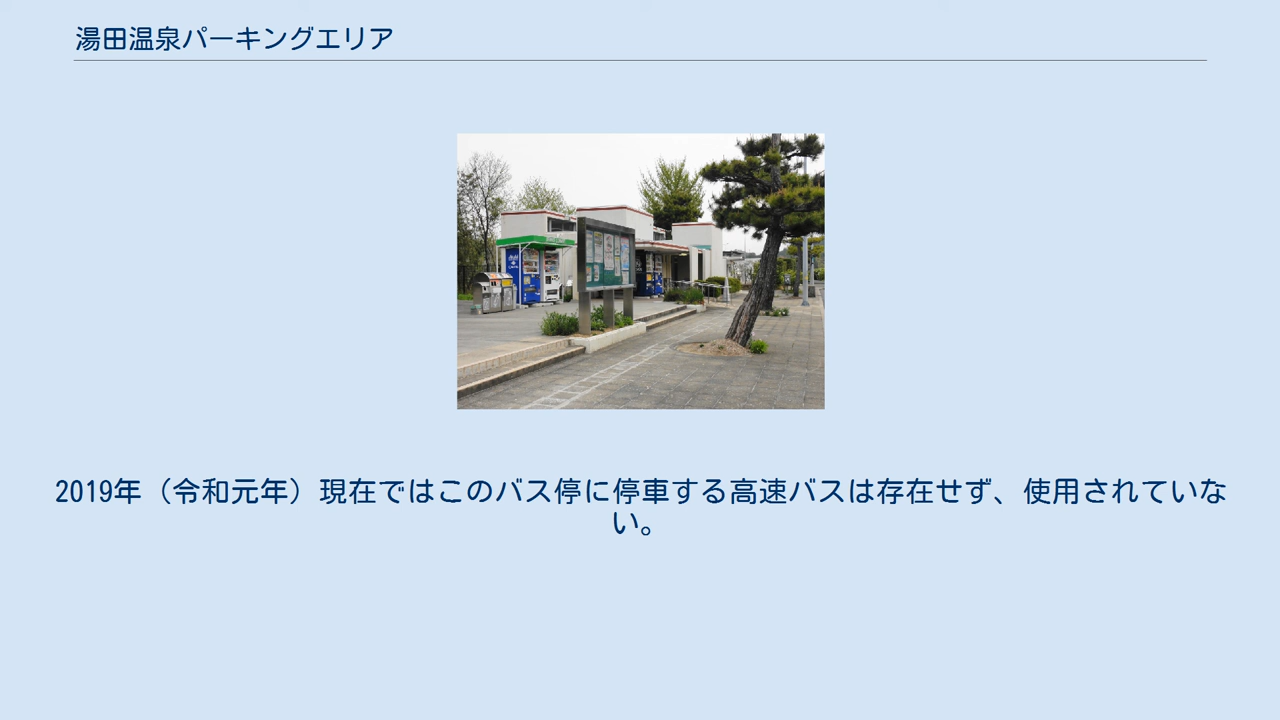 湯田温泉パーキングエリア
2019年（令和元年）現在ではこのバス停に停車する高速バスは存在せず、使用されていな
い。